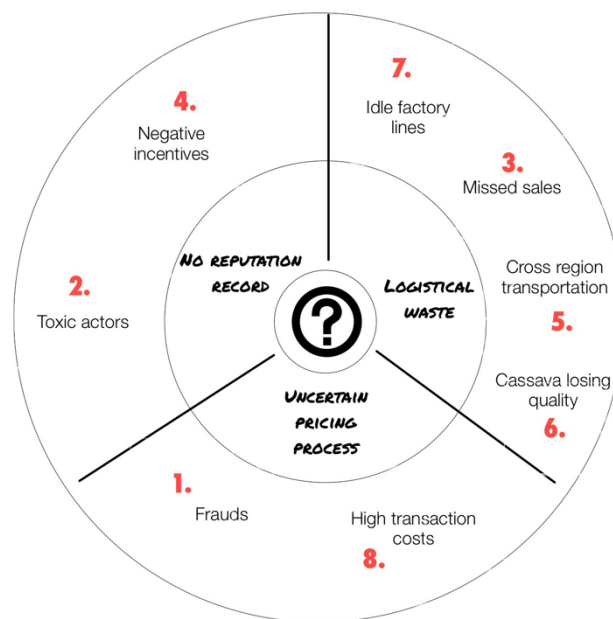 7.
Idle factory
lines
4.
Negative
incentives
3.
Missed sales
No reputation
record
Logistical
waste
?
Cross region
transportation
5.
2.
Toxic actors
Uncertain
pricing
process
Cassava losing
quality
6.
1.
Frauds
High transaction
costs
8.